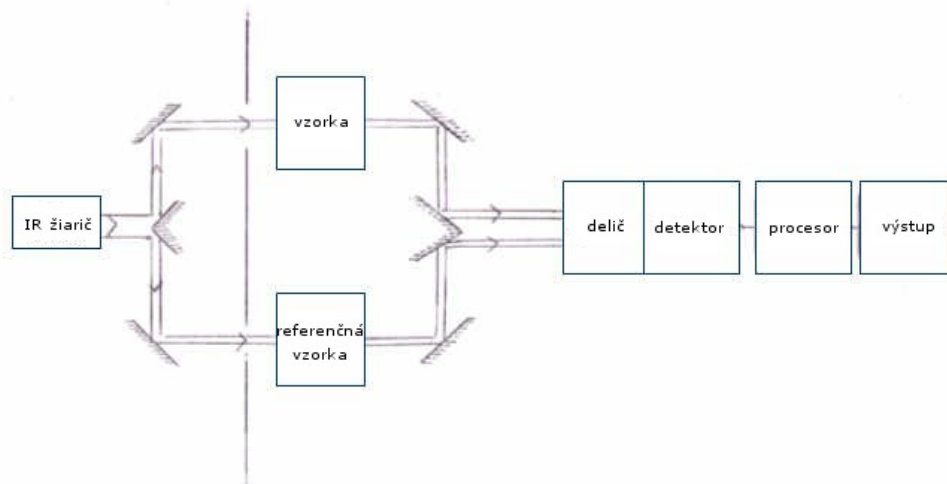 vzorka
IR žiarič
delič
detektor
procesor
výstup
referenčná
vzorka